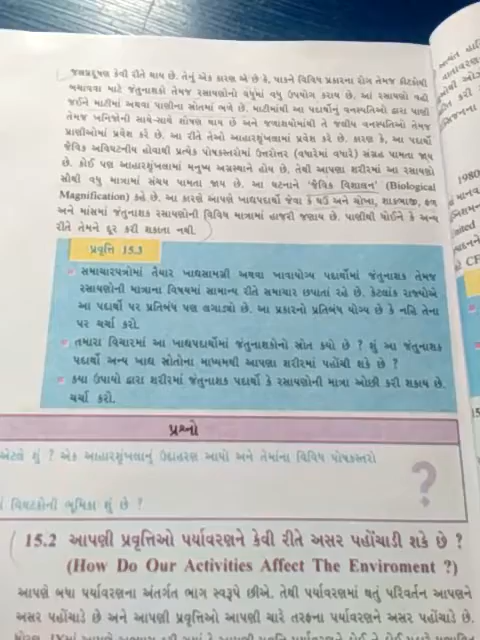 જલપ્રદૂષણ કેવી રીતે થાય છે. તેનું એક કારણ એ છે કે, પાકને વિવિધ પ્રકારના રોગ તેમજ કીટકોથી
બચાવવા માટે જંતુનાશકો તેમજ રસાયણોનો વધુમાં વધુ ઉપયોગ કરાય છે. આ રસાયણો વહી
જઈને માટીમાં અથવા પાણીના સ્રોતમાં ભળે છે. માટીમાંથી આ પદાર્થોનું વનસ્પતિઓ દ્વારા પાણી
તેમજ ખનિજોની સાથે-સાથે શોષણ થાય છે અને જળાશયોમાંથી તે જલીય વનસ્પતિઓ તેમજ
પ્રાણીઓમાં પ્રવેશ કરે છે. આ રીતે તેઓ આહારશૃંખલામાં પ્રવેશ કરે છે. કારણ કે, આ પદાર્થો
જૈવિક અવિઘટનીય હોવાથી પ્રત્યેક પોષકસ્તરોમાં ઉત્તરોત્તર (વધારેમાં વધારે) સંગ્રહ પામતા જાય
છે. કોઈ પણ આહારશૃંખલામાં મનુષ્ય અગ્રસ્થાને હોય છે, તેથી આપણા શરીરમાં આ રસાયણો
સૌથી વધુ માત્રામાં સંચય પામતા જાય છે. આ ઘટનાને 'જૈવિક વિશાલન' (Biological
Magnification) કહે છે. આ કારણે આપણે ખાદ્યપદાર્થો જેવા કે ઘઉં અને ચોખા, શાકભાજી, ફળ
અને માંસમાં જંતુનાશક રસાયણોની વિવિધ માત્રામાં હાજરી જણાય છે. પાણીથી ધોઈને કે અન્ય
રીતે તેમને દૂર કરી શકાતા નથી.
પ્રવૃત્તિ 15.3
સમાચારપત્રોમાં તૈયાર ખાદ્યસામગ્રી અથવા ખાવાયોગ્ય પદાર્થોમાં જંતુનાશક તેમજ
રસાયણોની માત્રાના વિષયમાં સામાન્ય રીતે સમાચાર છપાતાં રહે છે. કેટલાંક રાજ્યોએ
આ પદાર્થો પર પ્રતિબંધ પણ લગાડ્યો છે. આ પ્રકારનો પ્રતિબંધ યોગ્ય છે કે નહિ તેના
પર ચર્ચા કરો.
તમારા વિચારમાં આ ખાદ્યપદાર્થોમાં જંતુનાશકોનો સ્રોત કયો છે ? શું આ જંતુનાશક
પદાર્થો અન્ય ખાદ્ય સ્રોતોના માધ્યમથી આપણા શરીરમાં પહોંચી શકે છે ?
કયા ઉપાયો દ્વારા શરીરમાં જંતુનાશક પદાર્થો કે રસાયણોની માત્રા ઓછી કરી શકાય છે.
ચર્ચા કરો.
પ્રશ્નો
એટલે શું ? એક આહારશૃંખલાનું ઉદાહરણ આપો અને તેમાંના વિવિધ પોષકસ્તરો
વિઘટકોની ભૂમિકા શું છે ?
?
15.2 આપણી પ્રવૃત્તિઓ પર્યાવરણને કેવી રીતે અસર પહોંચાડી શકે છે ?
(How Do Our Activities Affect The Enviroment ?)
આપણે બધા પર્યાવરણના અંતર્ગત ભાગ સ્વરૂપે છીએ. તેથી પર્યાવરણમાં થતું પરિવર્તન આપણને
અસર પહોંચાડે છે અને આપણી પ્રવૃત્તિઓ આપણી ચારે તરફના પર્યાવરણને અસર પહોંચાડે છે.
1980